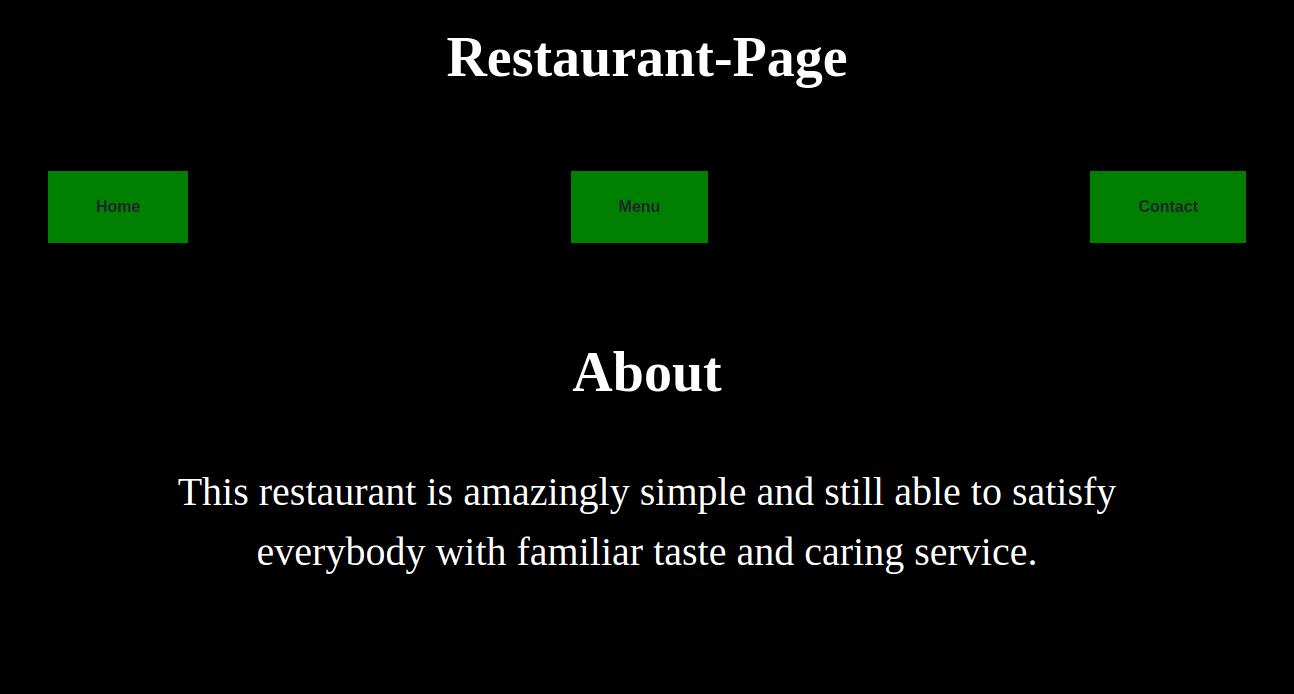 Restaurant-Page
Home Menu Contact
About
This restaurant is amazingly simple and still able to satisfy
everybody with familiar taste and caring service.